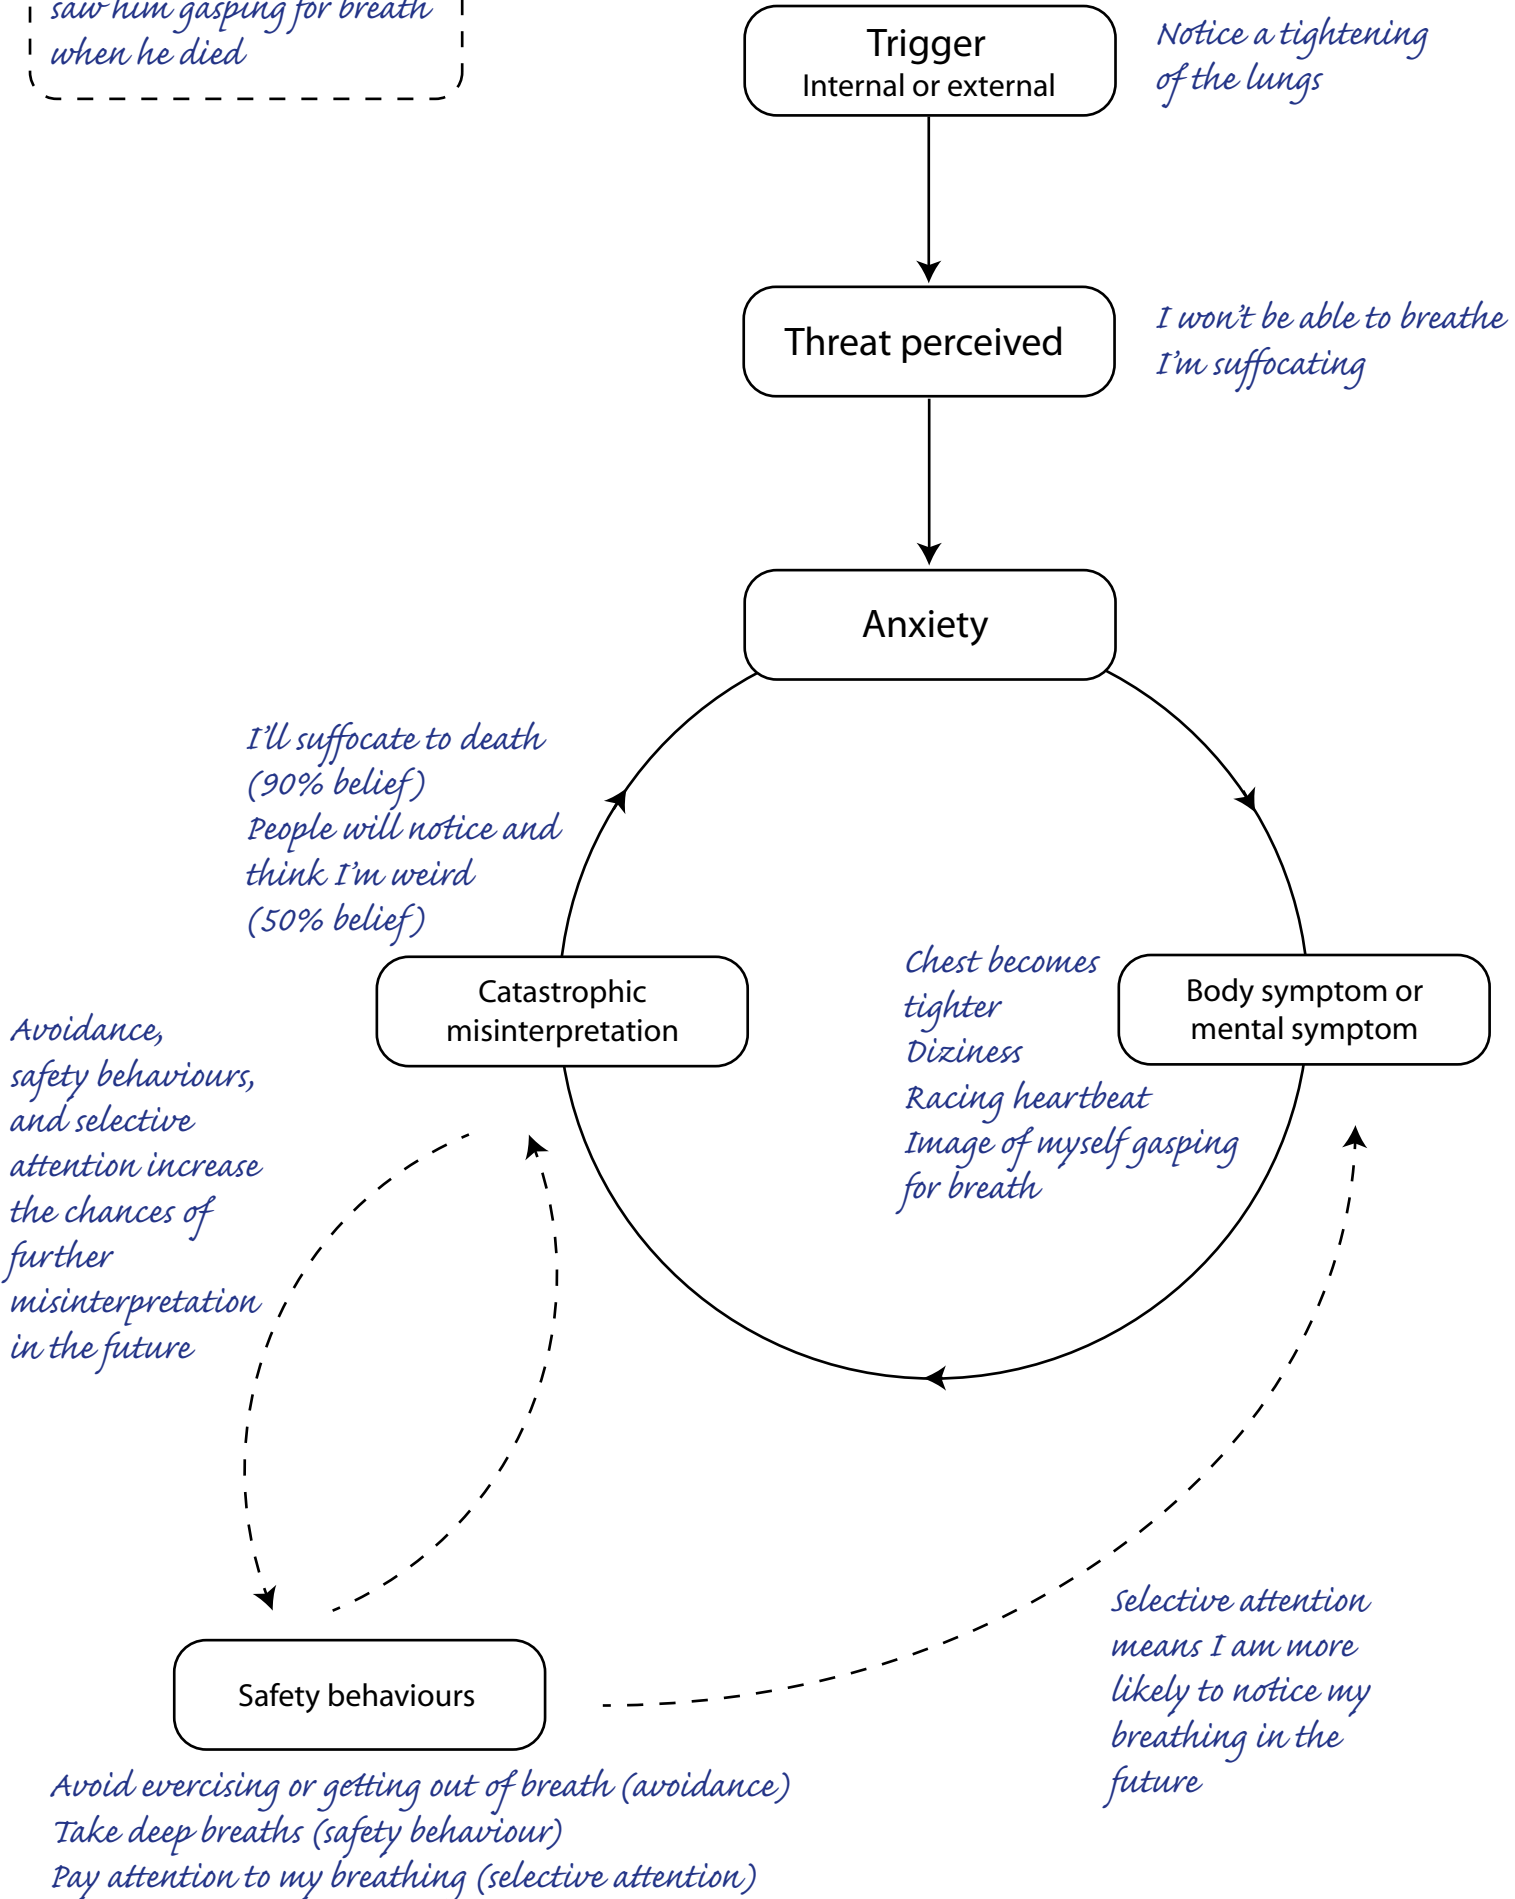 saw him gasping for breath
when he died
Trigger
Internal or external
Notice a tightening
of the lungs
Threat perceived
I won't be able to breathe
I'm suffocating
Anxiety
I'll suffocate to death
(90% belief)
People will notice and
think I'm weird
(50% belief)
Catastrophic
misinterpretation
Chest becomes
tighter
Diziness
Racing heartbeat
Image of myself gasping
for breath
Body symptom or
mental symptom
Avoidance,
safety behaviours,
and selective
attention increase
the chances of
further
misinterpretation
in the future
Selective attention
means I am more
likely to notice my
breathing in the
future
Safety behaviours
Avoid evercising or getting out of breath (avoidance)
Take deep breaths (safety behaviour)
Pay attention to my breathing (selective attention)